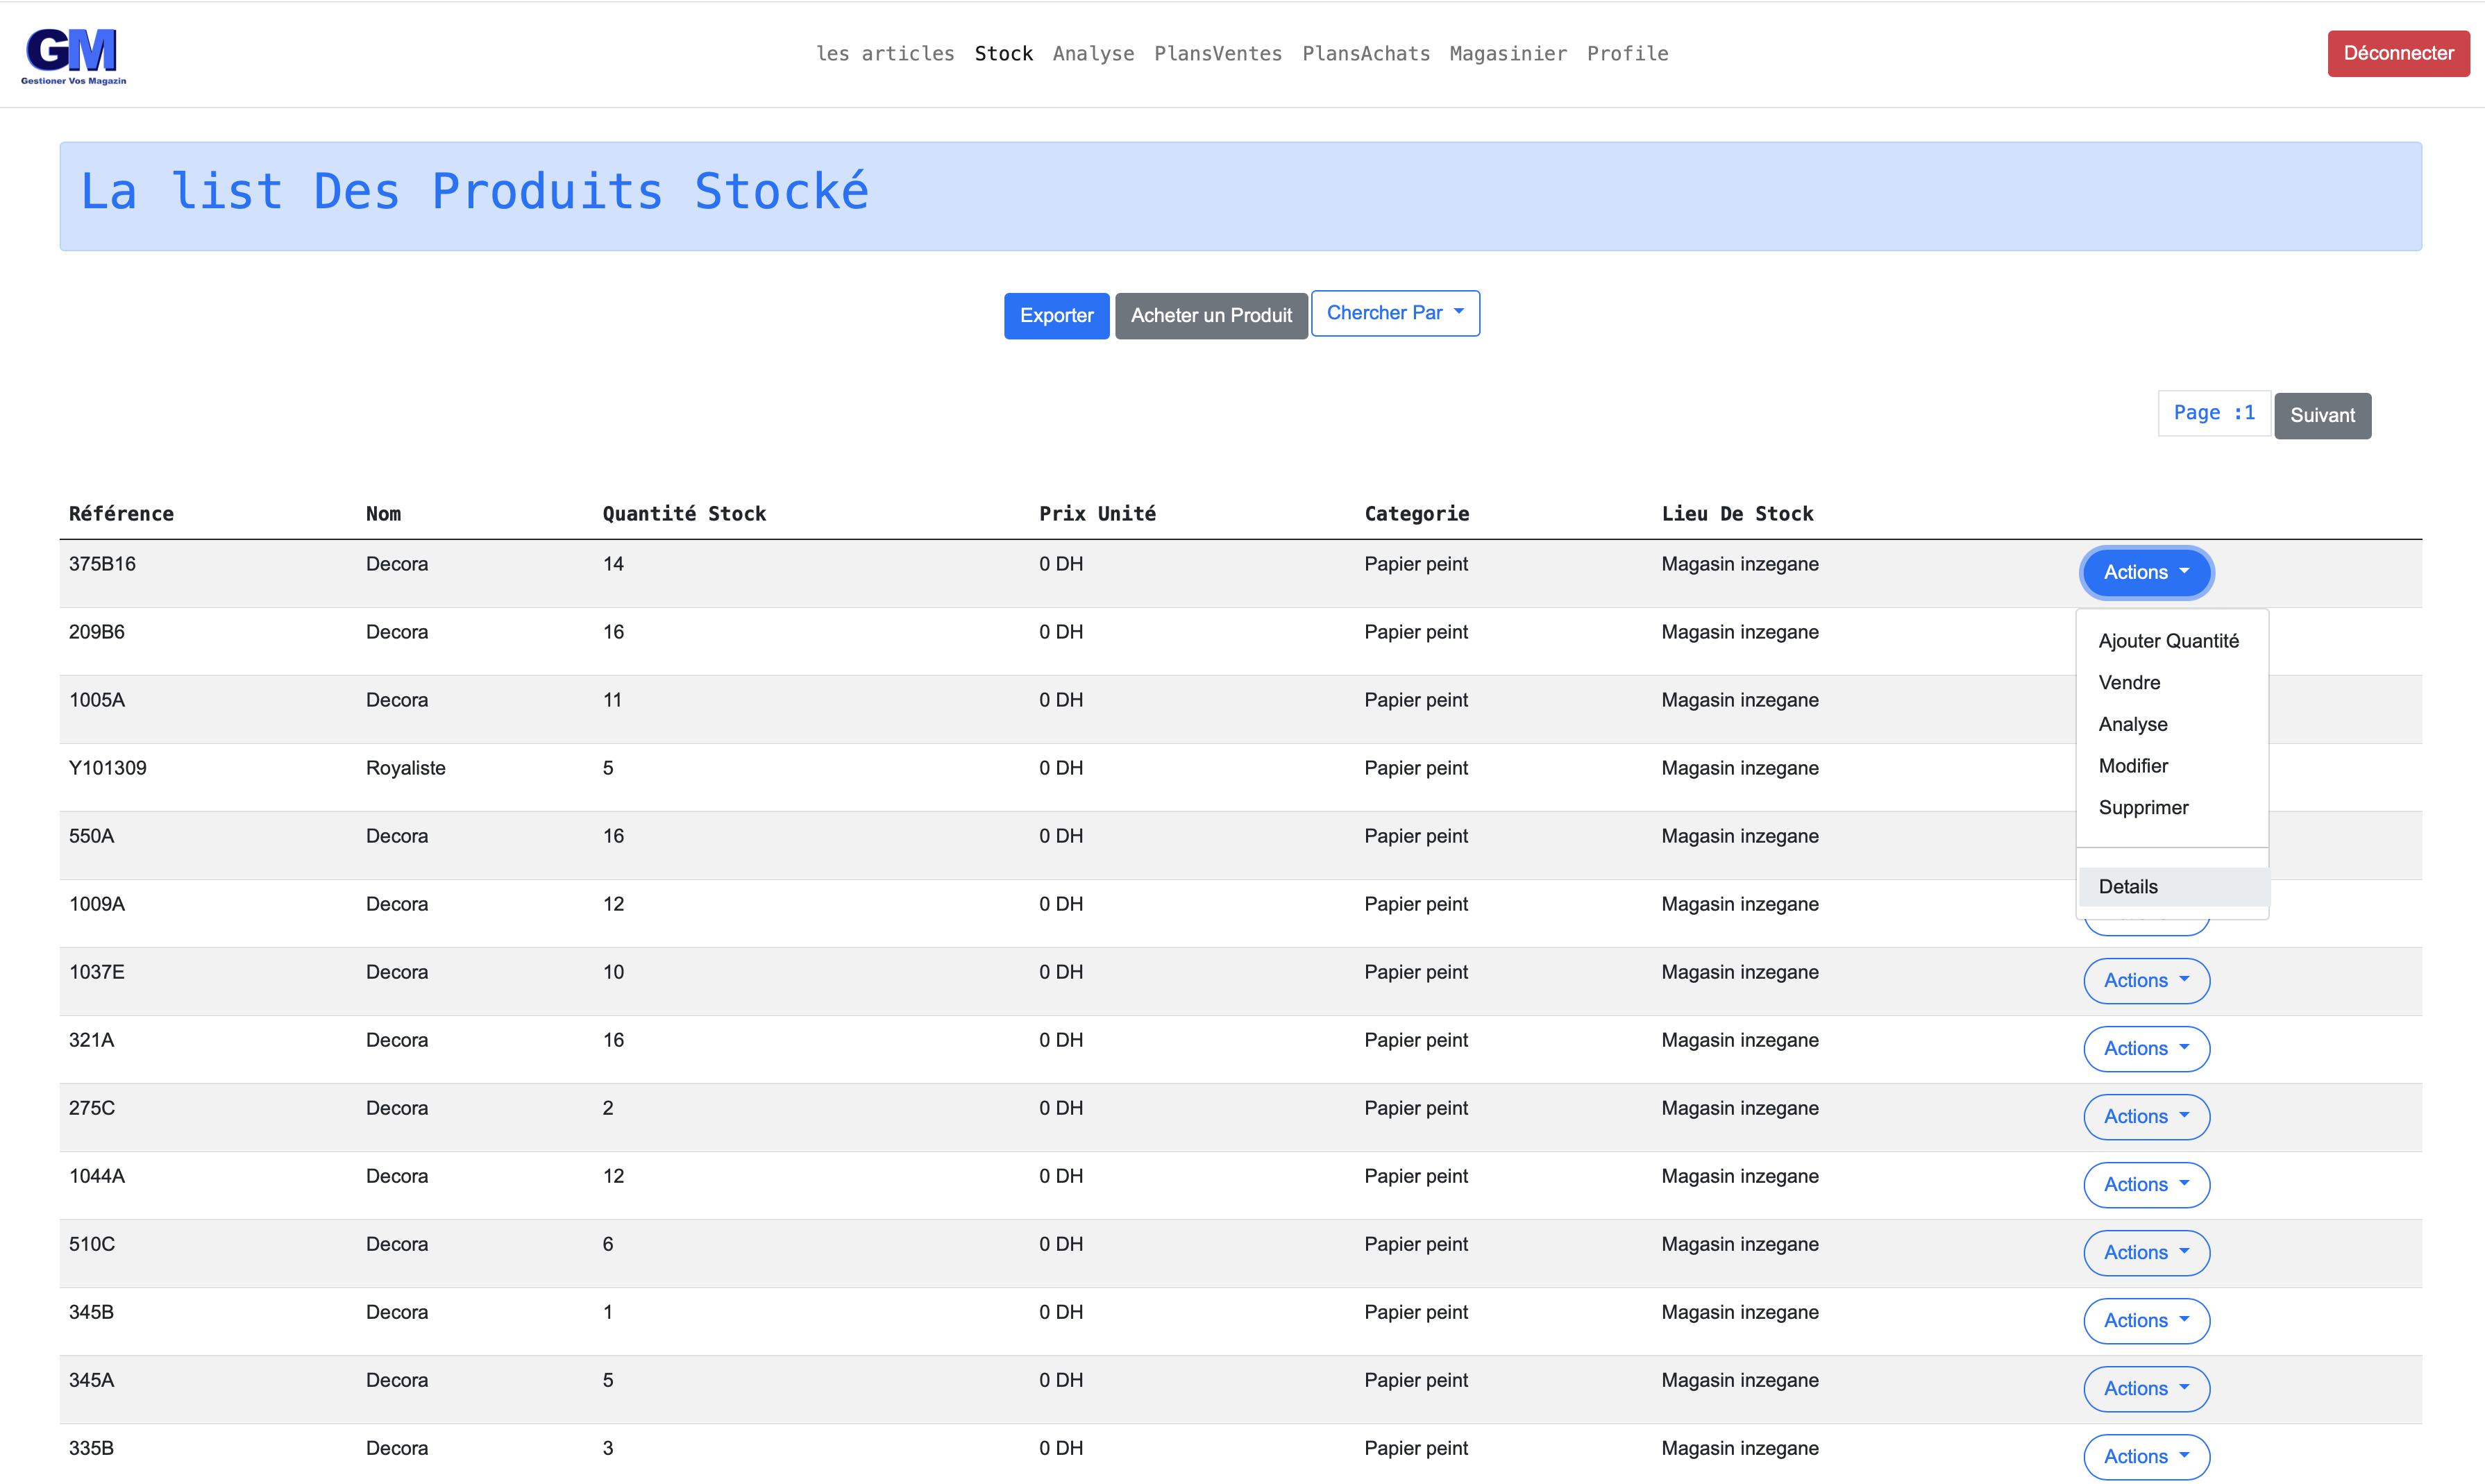 GM
Gestioner Vos Magazin
les articles Stock Analyse PlansVentes PlansAchats Magasinier Profile
Déconnecter
La list Des Produits Stocké
Exporter Acheter un Produit Chercher Par
Page :1 Suivant
Référence Nom Quantité Stock Prix Unité Categorie Lieu De Stock
375B16 Decora 14 0 DH Papier peint Magasin inzegane Actions
209B6 Decora 16 0 DH Papier peint Magasin inzegane
1005A Decora 11 0 DH Papier peint Magasin inzegane
Y101309 Royaliste 5 0 DH Papier peint Magasin inzegane
550A Decora 16 0 DH Papier peint Magasin inzegane
1009A Decora 12 0 DH Papier peint Magasin inzegane
Ajouter Quantité
Vendre
Analyse
Modifier
Supprimer
Details
1037E Decora 10 0 DH Papier peint Magasin inzegane Actions
321A Decora 16 0 DH Papier peint Magasin inzegane Actions
275C Decora 2 0 DH Papier peint Magasin inzegane Actions
1044A Decora 12 0 DH Papier peint Magasin inzegane Actions
510C Decora 6 0 DH Papier peint Magasin inzegane Actions
345B Decora 1 0 DH Papier peint Magasin inzegane Actions
345A Decora 5 0 DH Papier peint Magasin inzegane Actions
335B Decora 3 0 DH Papier peint Magasin inzegane Actions